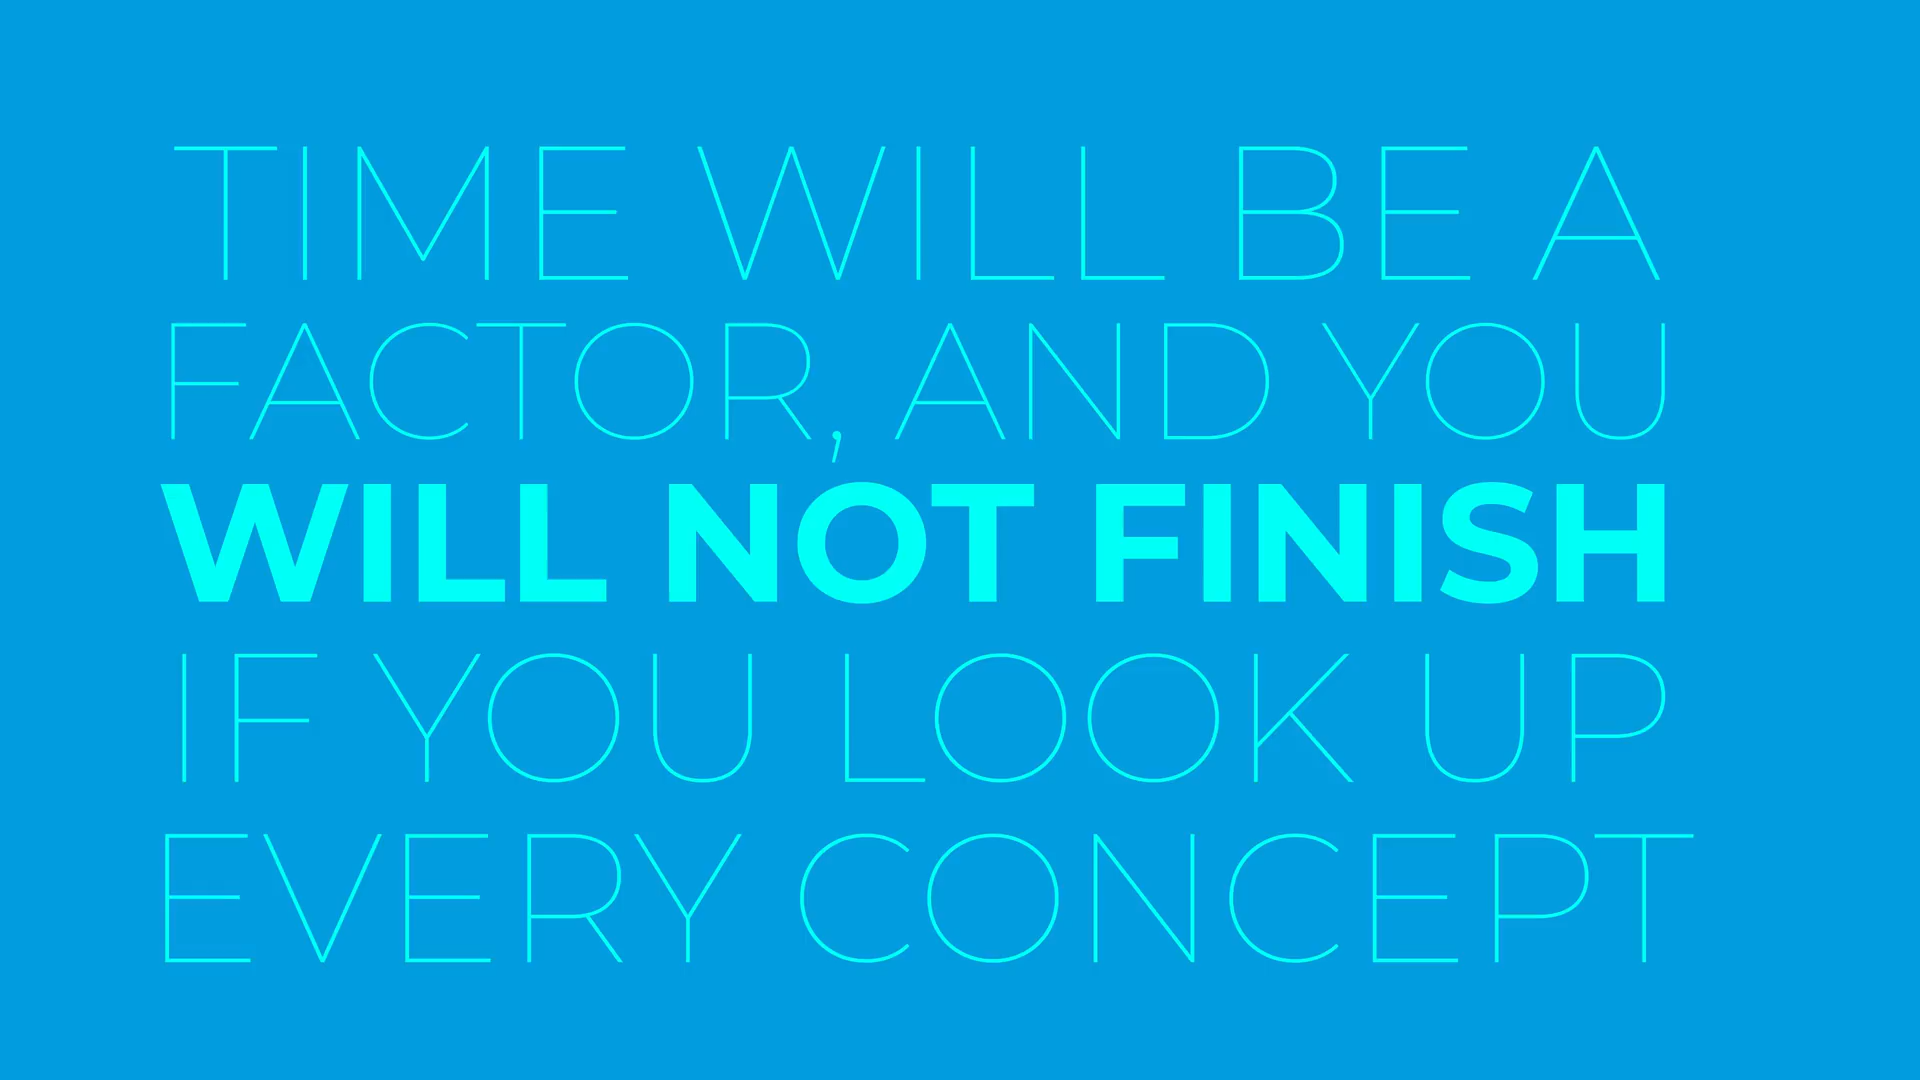 TIME WILL BE A
FACTOR, AND YOU
WILL NOT FINISH
IF YOU LOOK UP
EVERY CONCEPT